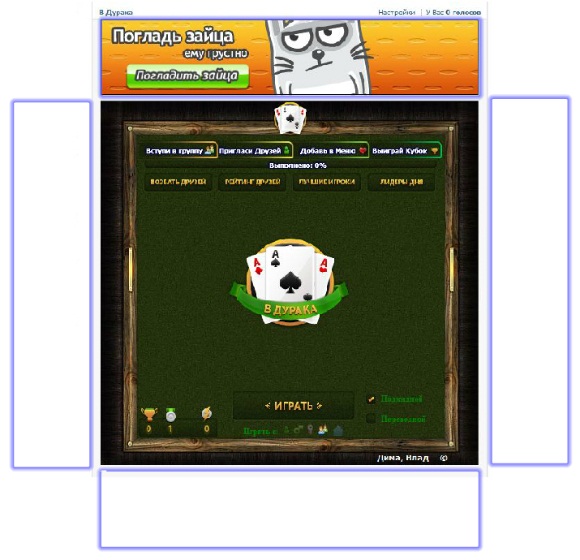 В Дурака
Настройки | У Вас 0 голосов
Погладь зайца
ему грустно
Погладить зайца
Вступи в группу
Пригласи Друзей
Добавь в Меню
Выиграй Кубок
Выполнено: 0%
ПОЗВАТЬ ДРУЗЕЙ
РЕЙТИНГ ДРУЗЕЙ
ЛУЧШИЕ ИГРОКИ
ЛИДЕРЫ ДНЯ
A
A
A
В ДУРАКА
ИГРАТЬ
Подкидной
Переводной
0 1 0
Играть с:
Дима, Влад ©